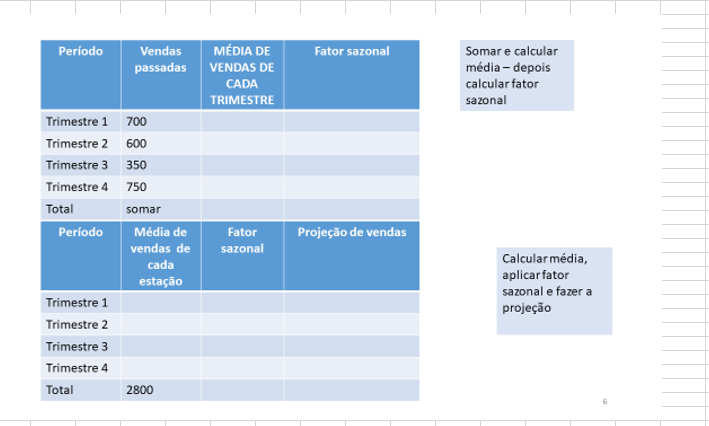 Período Vendas MÉDIA DE Fator sazonal
passadas VENDAS DE
CADA
TRIMESTRE
Trimestre 1 700
Trimestre 2 600
Trimestre 3 350
Trimestre 4 750
Total somar
Somar e calcular
média – depois
calcular fator
sazonal
Período Média de Fator Projeção de vendas
vendas de sazonal
cada
estação
Trimestre 1
Trimestre 2
Trimestre 3
Trimestre 4
Total 2800
Calcular média,
aplicar fator
sazonal e fazer a
projeção
6